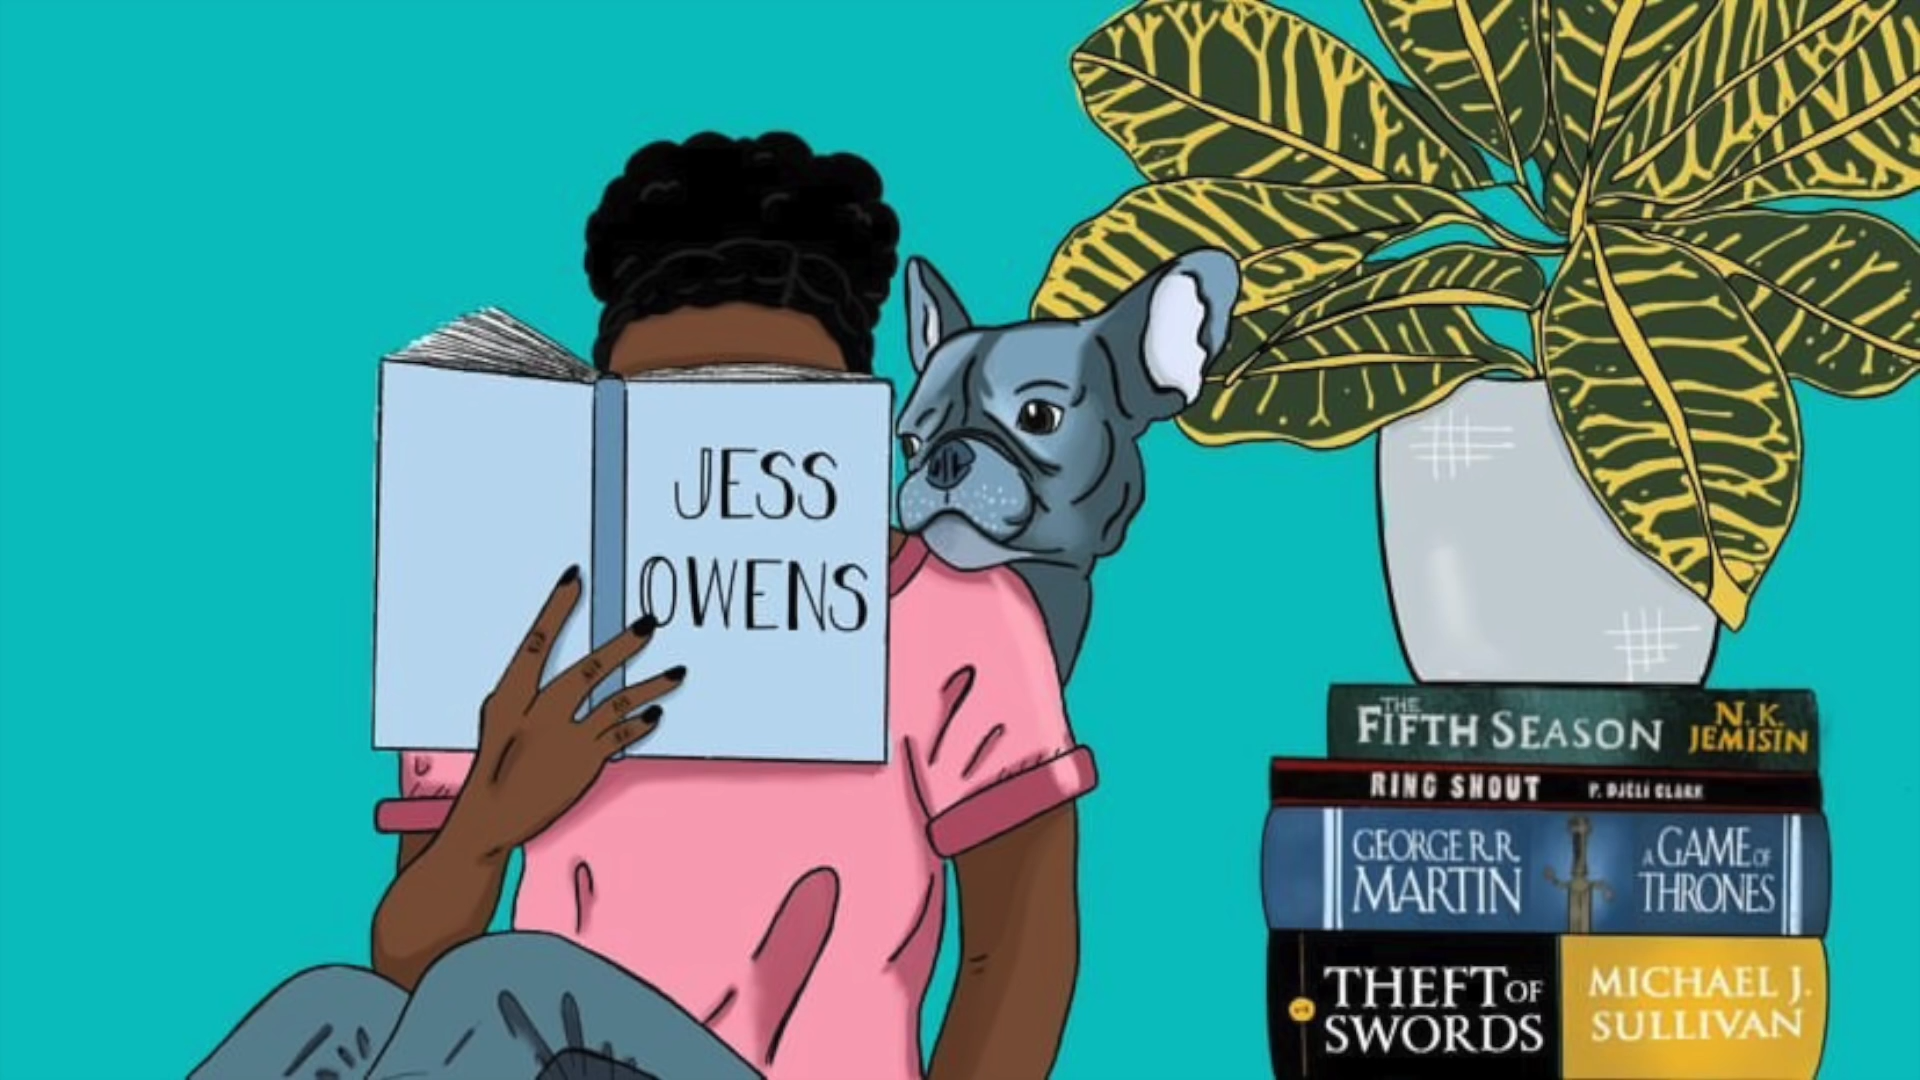 JESS
OWENS
THE
FIFTH SEASON
N. K.
JEMISIN
RING SHOUT
P. DJÈLÍ CLARK
GEORGE R. R.
MARTIN
A GAME OF
THRONES
THEFT OF
SWORDS
MICHAEL J.
SULLIVAN